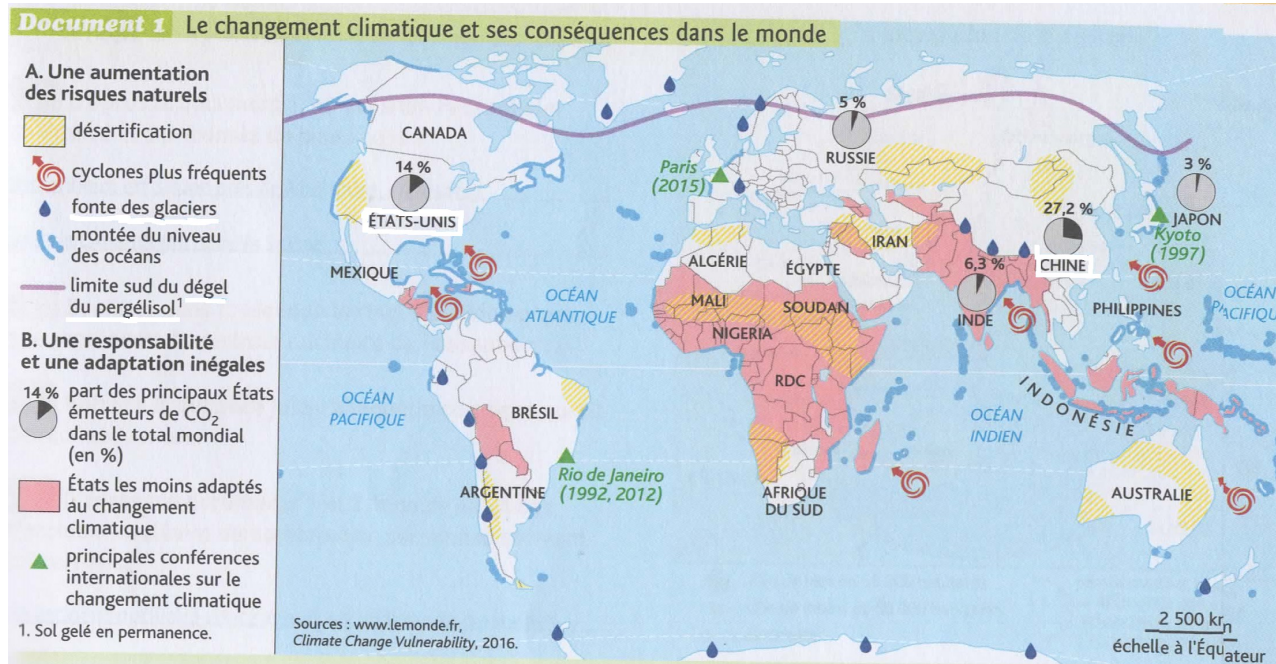 Document 1 Le changement climatique et ses conséquences dans le monde
A. Une aumentation
des risques naturels
désertification
cyclones plus fréquents
fonte des glaciers
montée du niveau
des océans
limite sud du dégel
du pergélisol¹
B. Une responsabilité
et une adaptation inégales
14 %
part des principaux États
émetteurs de CO₂
dans le total mondial
(en %)
États les moins adaptés
au changement
climatique
principales conférences
internationales sur le
changement climatique
1. Sol gelé en permanence.
CANADA
14 %
ÉTATS-UNIS
MEXIQUE
OCÉAN
ATLANTIQUE
OCÉAN
PACIFIQUE
BRÉSIL
Rio de Janeiro
(1992, 2012)
ARGENTINE
Paris
(2015)
5 %
RUSSIE
ALGÉRIE
ÉGYPTE
IRAN
MALI
SOUDAN
NIGERIA
RDC
AFRIQUE
DU SUD
6,3 %
INDE
27,2 %
CHINE
3 %
JAPON
Kyoto
(1997)
PHILIPPINES
OCÉAN
PACIFIQUE
OCÉAN
INDIEN
INDONÉSIE
AUSTRALIE
Sources : www.lemonde.fr,
Climate Change Vulnerability, 2016.
2 500 km
échelle à l'Équateur